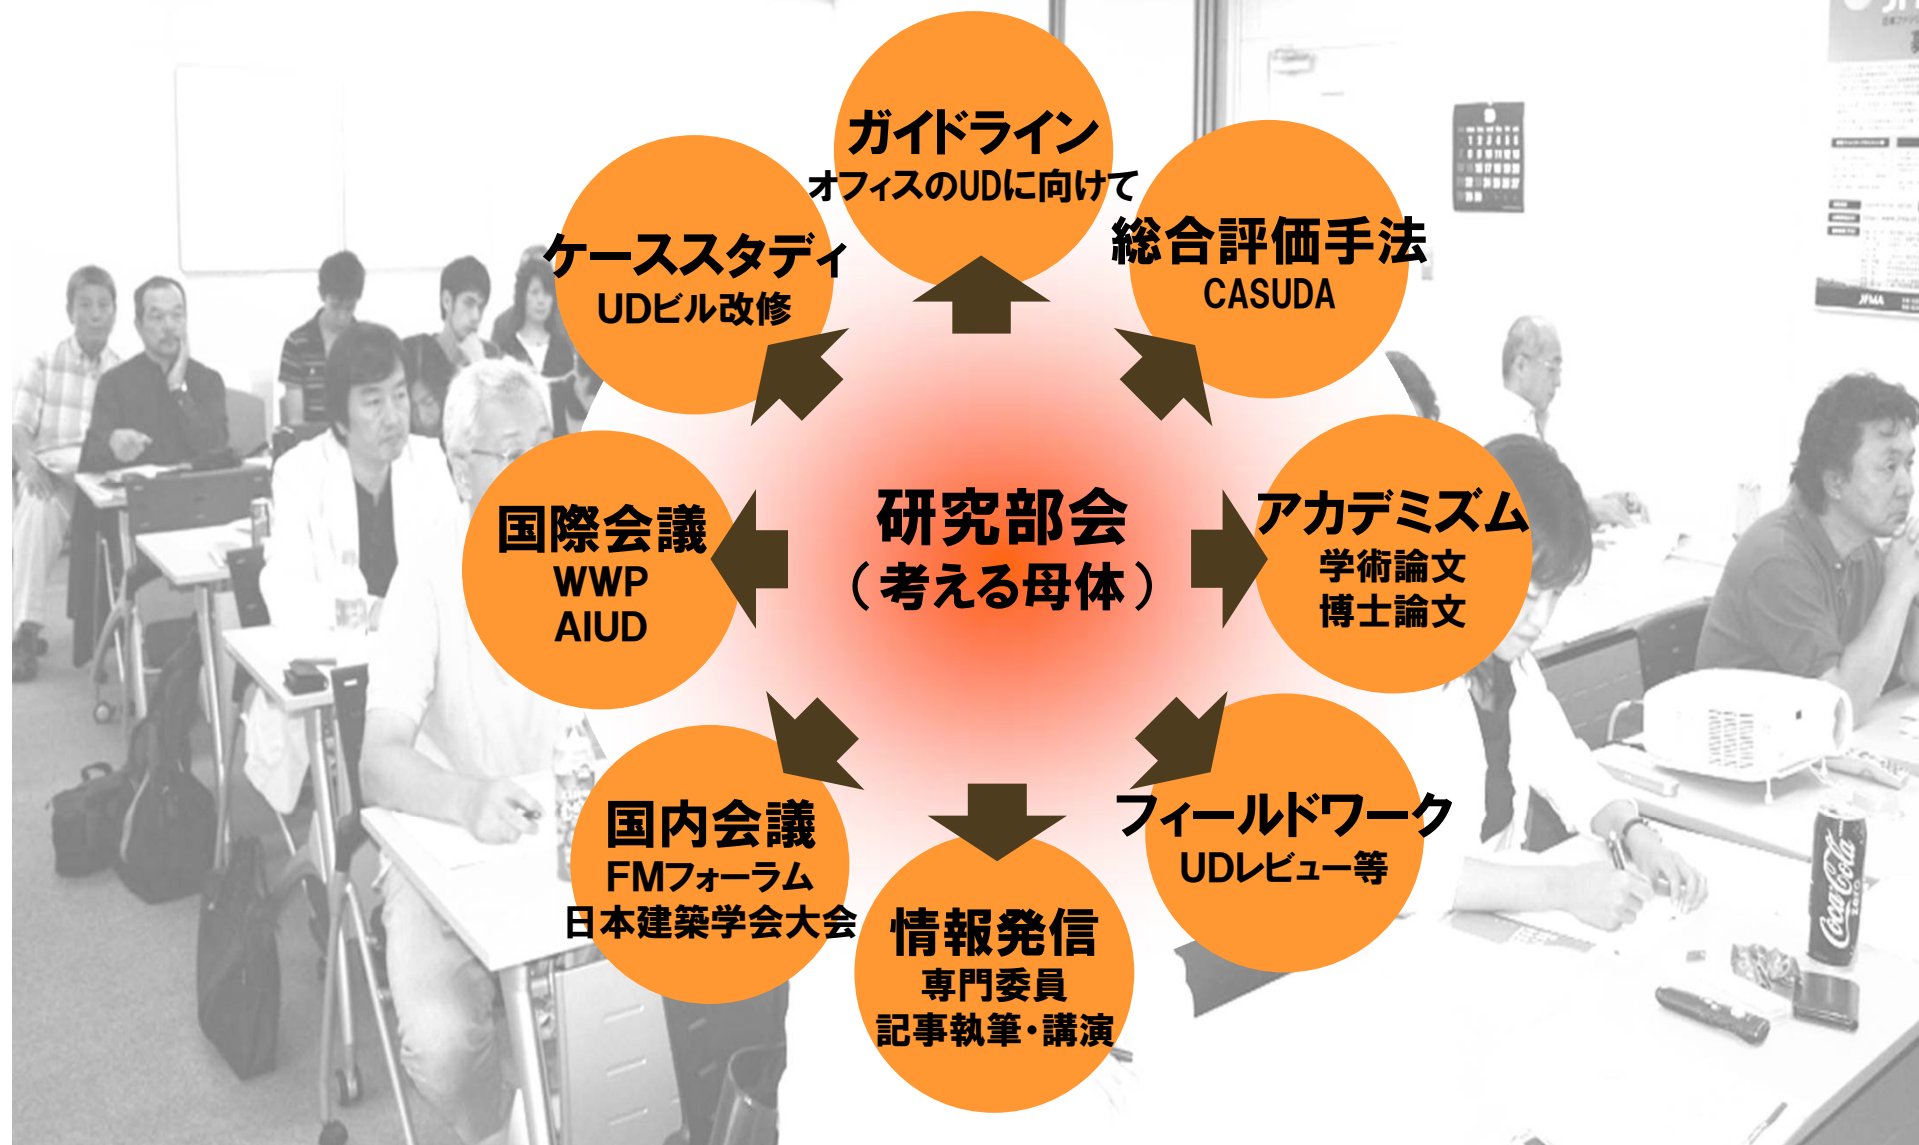 ガイドライン
オフィスのUDに向けて
総合評価手法
CASUDA
ケーススタディ
UDビル改修
研究部会
（考える母体）
アカデミズム
学術論文
博士論文
国際会議
WWP
AIUD
フィールドワーク
UDレビュー等
国内会議
FMフォーラム
日本建築学会大会
情報発信
専門委員
記事執筆・講演
JFMA
Coca-Cola
ZERO